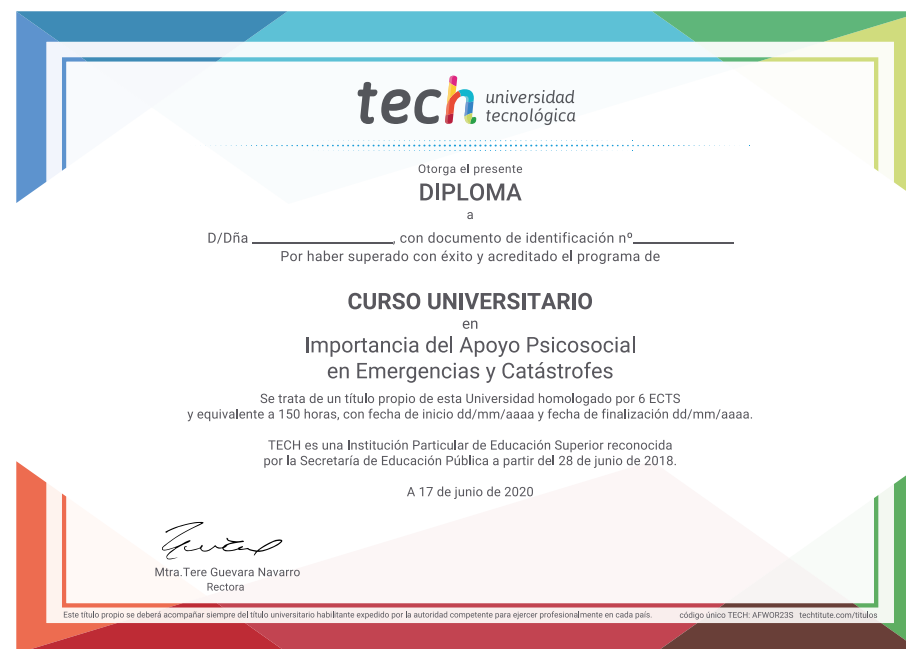 tech universidad
tecnológica
Otorga el presente
DIPLOMA
a
D/Dña ____________________, con documento de identificación nº______________
Por haber superado con éxito y acreditado el programa de
CURSO UNIVERSITARIO
en
Importancia del Apoyo Psicosocial
en Emergencias y Catástrofes
Se trata de un título propio de esta Universidad homologado por 6 ECTS
y equivalente a 150 horas, con fecha de inicio dd/mm/aaaa y fecha de finalización dd/mm/aaaa.
TECH es una Institución Particular de Educación Superior reconocida
por la Secretaría de Educación Pública a partir del 28 de junio de 2018.
A 17 de junio de 2020
Mtra.Tere Guevara Navarro
Rectora
Este título propio se deberá acompañar siempre del título universitario habilitante expedido por la autoridad competente para ejercer profesionalmente en cada país. código único TECH: AFWOR23S techtitute.com/titulos